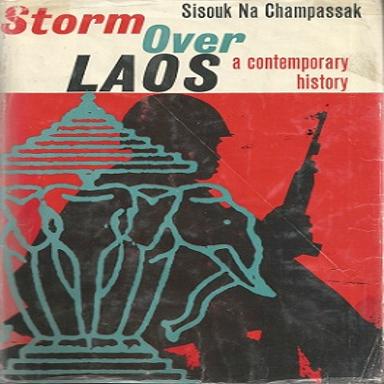 Sisouk Na Champassak
Storm
Over
LAOS
a contemporary
history